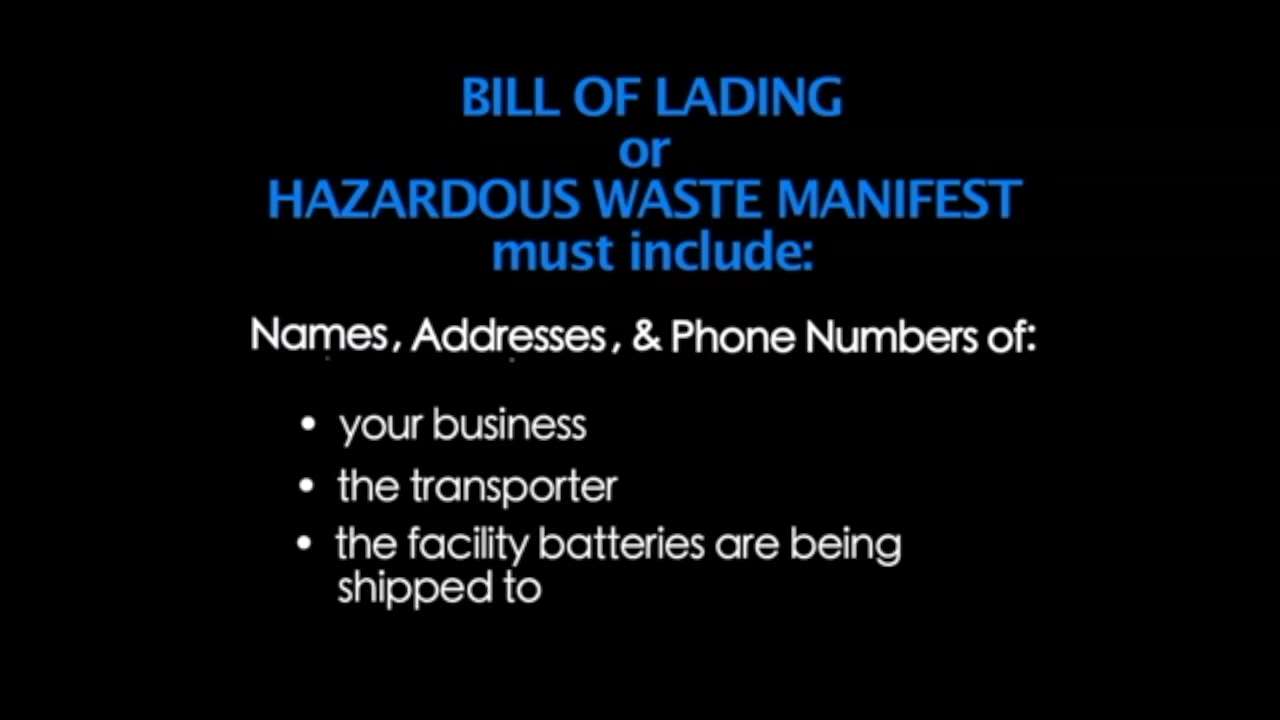 BILL OF LADING
or
HAZARDOUS WASTE MANIFEST
must include:
Names, Addresses, & Phone Numbers of:
• your business
• the transporter
• the facility batteries are being
shipped to